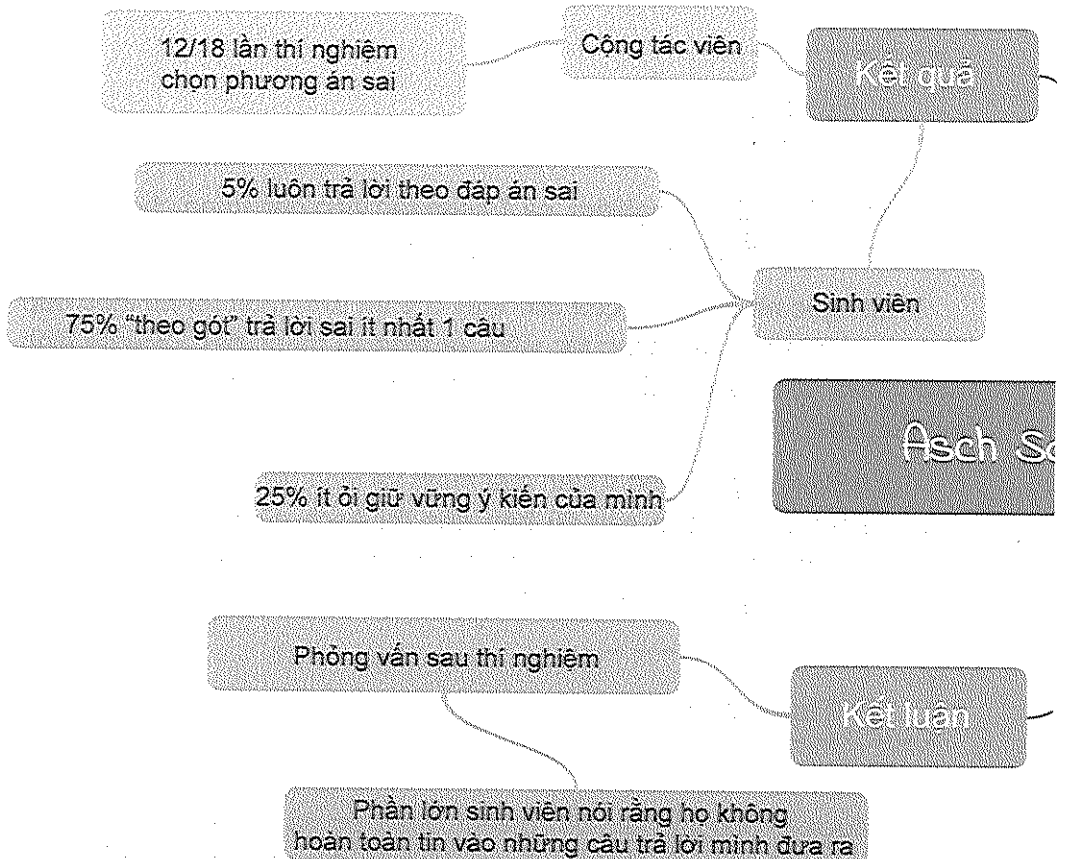 12/18 lần thí nghiệm
chọn phương án sai
Cộng tác viên
Kết quả
5% luôn trả lời theo đáp án sai
75% "theo gót" trả lời sai ít nhất 1 câu
Sinh viên
25% ít ỏi giữ vững ý kiến của mình
Asch
Phỏng vấn sau thí nghiệm
Kết luận
Phần lớn sinh viên nói rằng họ không
hoàn toàn tin vào những câu trả lời mình đưa ra